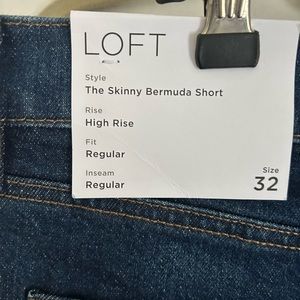 LOFT
Style
The Skinny Bermuda Short
Rise
High Rise
Fit
Regular
Inseam
Regular
Size
32